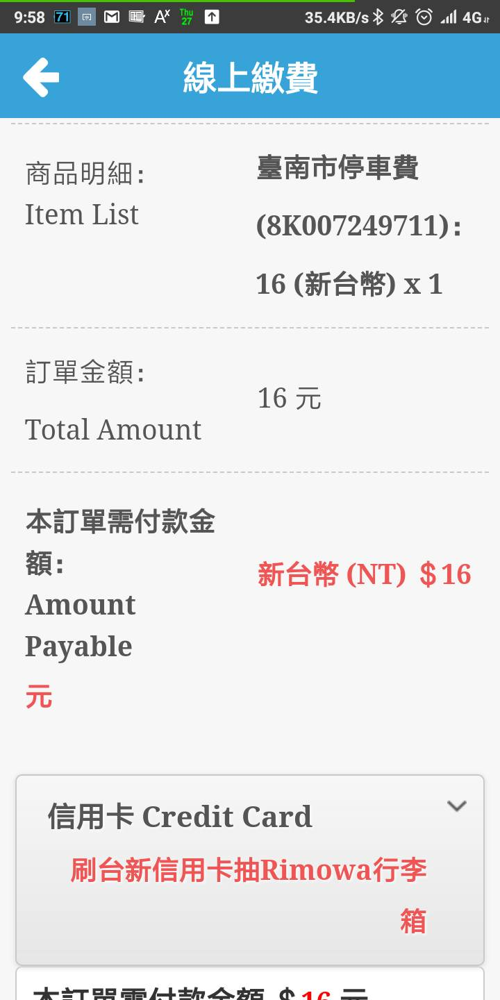 9:58 71 Thu 27 35.4KB/s 4G
線上繳費
商品明細:
Item List
臺南市停車費
(8K007249711):
16 (新台幣) x 1
訂單金額:
Total Amount
16 元
本訂單需付款金
額:
Amount
Payable
元
新台幣 (NT) $16
信用卡 Credit Card
刷台新信用卡抽Rimowa行李
箱
本訂單需付款金額 $16 元